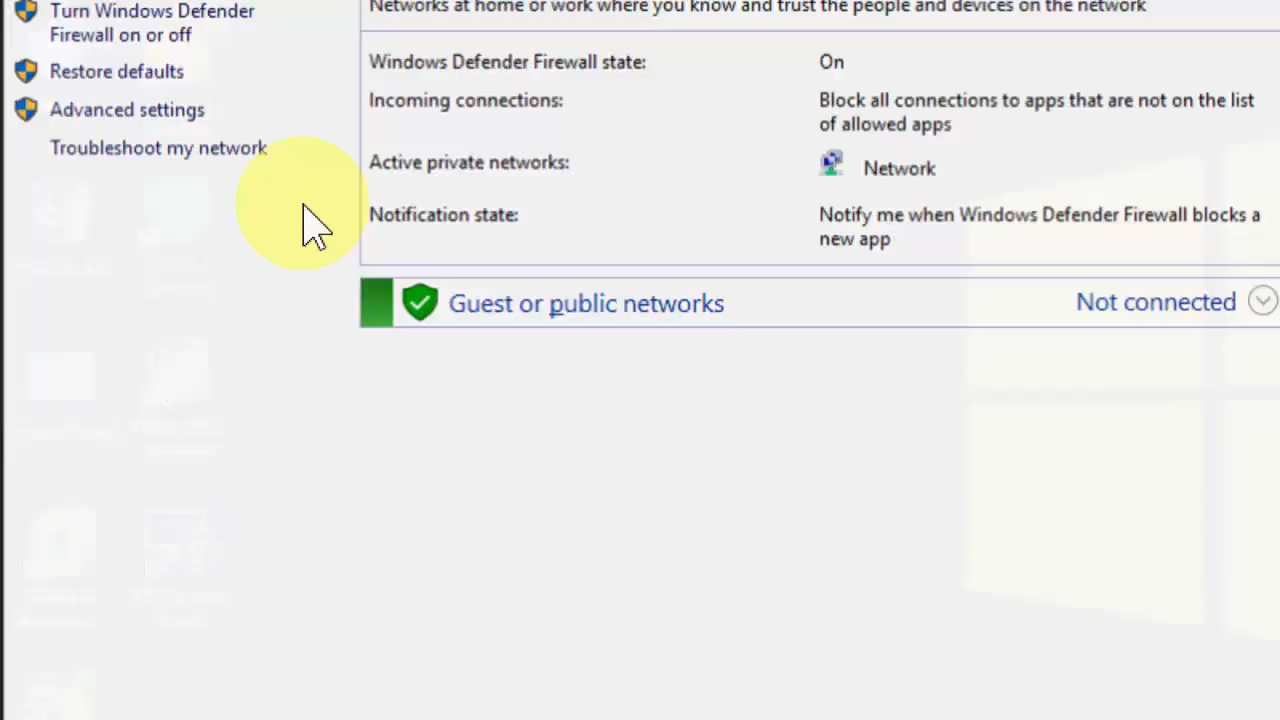 Turn Windows Defender
Firewall on or off
Restore defaults
Advanced settings
Troubleshoot my network
Networks at home or work where you know and trust the people and devices on the network
Windows Defender Firewall state: On
Incoming connections: Block all connections to apps that are not on the list
of allowed apps
Active private networks: Network
Notification state: Notify me when Windows Defender Firewall blocks a
new app
Guest or public networks Not connected